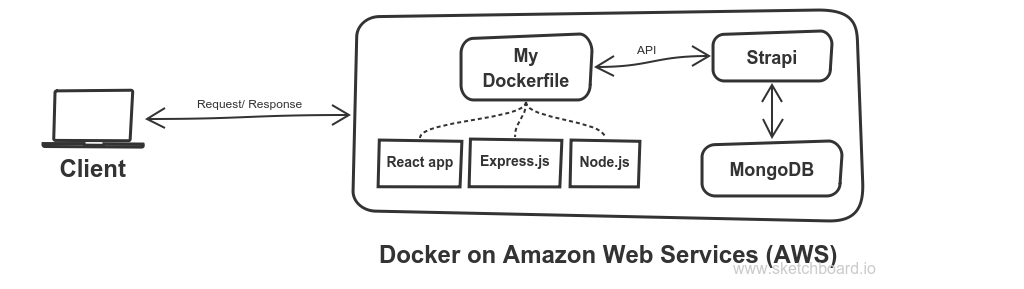 My
Dockerfile
API
Strapi
Request/ Response
React app
Express.js
Node.js
Client
MongoDB
Docker on Amazon Web Services (AWS)
www.sketchboard.io